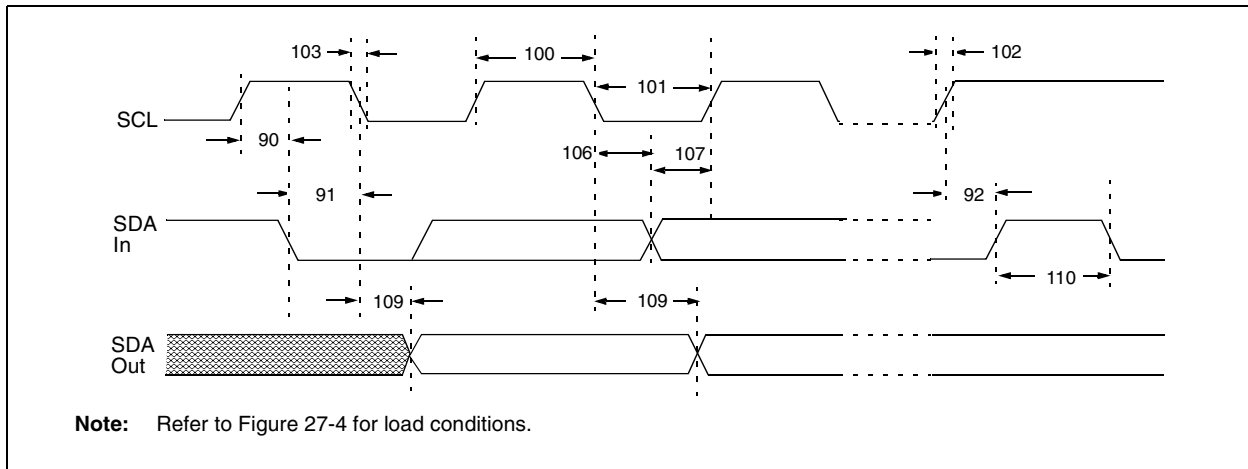 103
100
102
101
SCL
90
106
107
91
92
SDA
In
109
109
110
SDA
Out
Note: Refer to Figure 27-4 for load conditions.